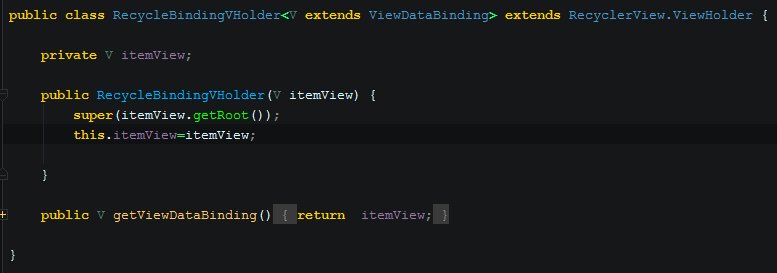 public class RecycleBindingVHolder<V extends ViewDataBinding> extends RecyclerView.ViewHolder {
private V itemView;
public RecycleBindingVHolder(V itemView) {
super(itemView.getRoot());
this.itemView=itemView;
}
public V getViewDataBinding() { return  itemView; }
}